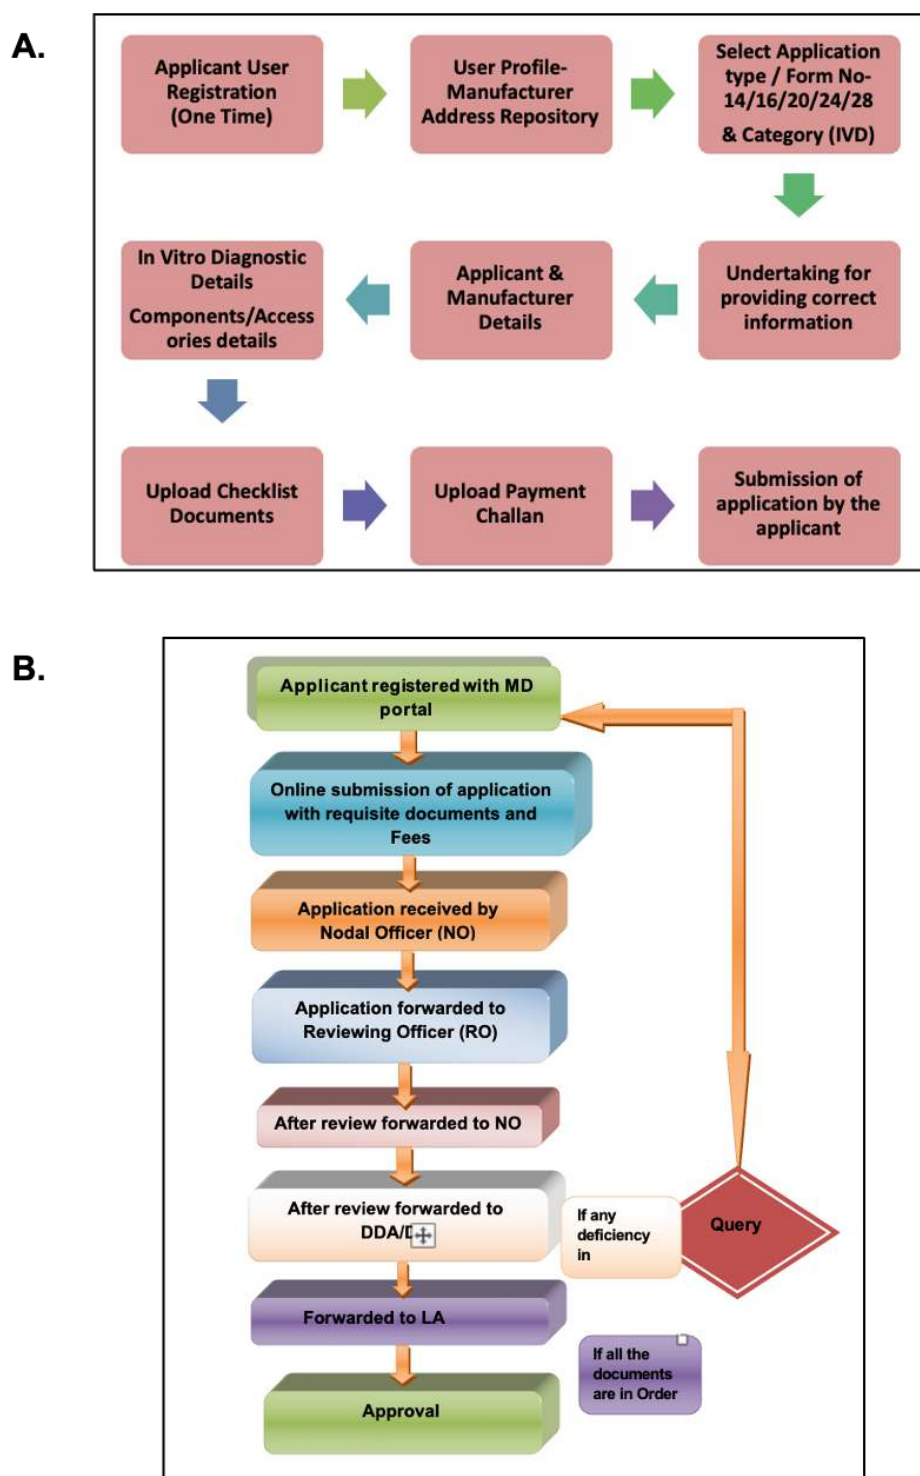 A.
Applicant User
Registration
(One Time)
User Profile-
Manufacturer
Address Repository
Select Application
type / Form No-
14/16/20/24/28
& Category (IVD)
Undertaking for
providing correct
information
Applicant &
Manufacturer
Details
In Vitro Diagnostic
Details
Components/Access
ories details
Upload Checklist
Documents
Upload Payment
Challan
Submission of
application by the
applicant
B.
Applicant registered with MD
portal
Online submission of application
with requisite documents and
Fees
Application received by
Nodal Officer (NO)
Application forwarded to
Reviewing Officer (RO)
After review forwarded to NO
After review forwarded to
If any
deficiency
in
Query
Forwarded to LA
If all the
documents
are in Order
Approval